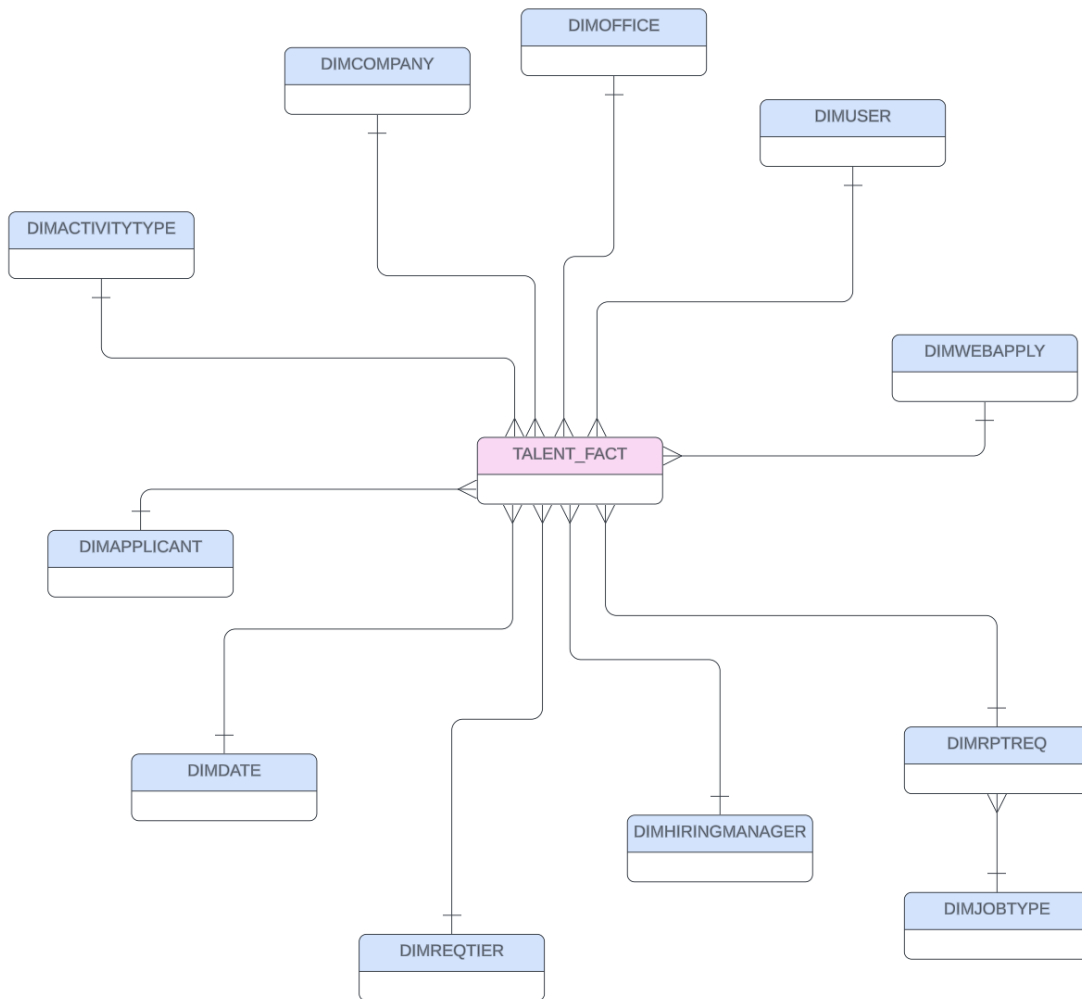 DIMOFFICE
DIMCOMPANY
DIMUSER
DIMACTIVITYTYPE
DIMWEBAPPLY
TALENT_FACT
DIMAPPLICANT
DIMRPTREQ
DIMDATE
DIMHIRINGMANAGER
DIMJOBTYPE
DIMREQTIER